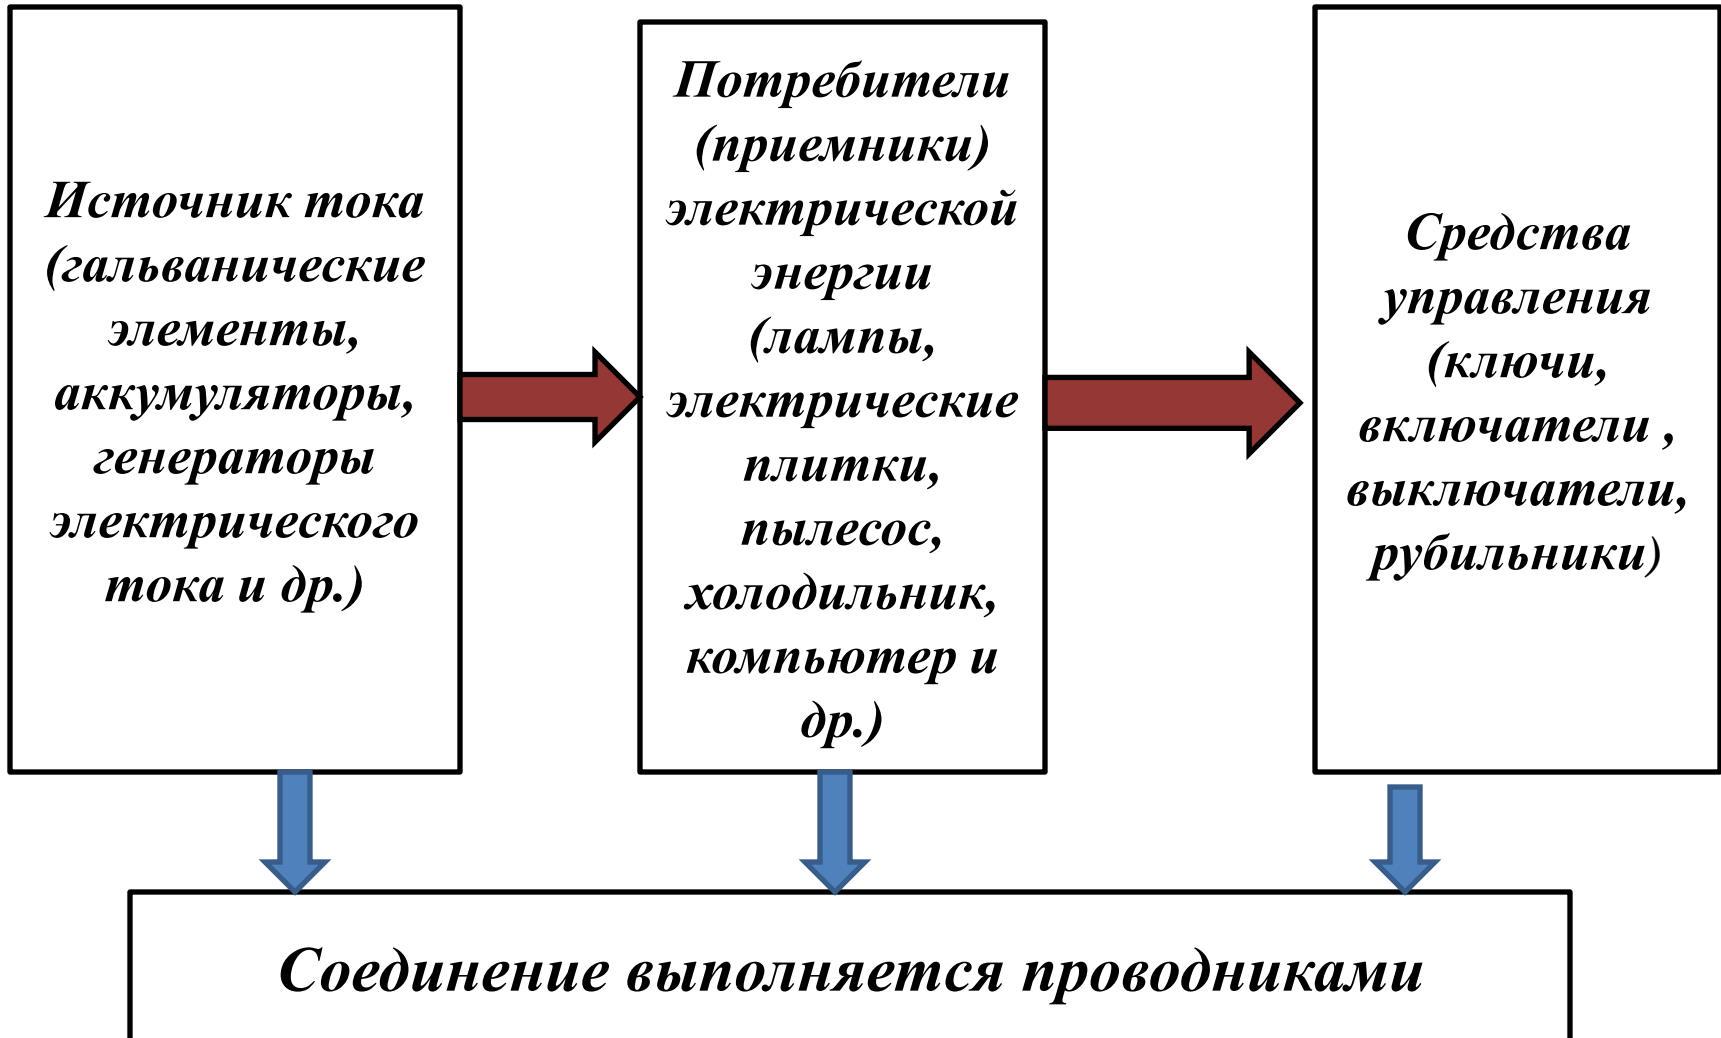 Источник тока
(гальванические
элементы,
аккумуляторы,
генераторы
электрического
тока и др.)
Потребители
(приемники)
электрической
энергии
(лампы,
электрические
плитки,
пылесос,
холодильник,
компьютер и
др.)
Средства
управления
(ключи,
включатели ,
выключатели,
рубильники)
Соединение выполняется проводниками